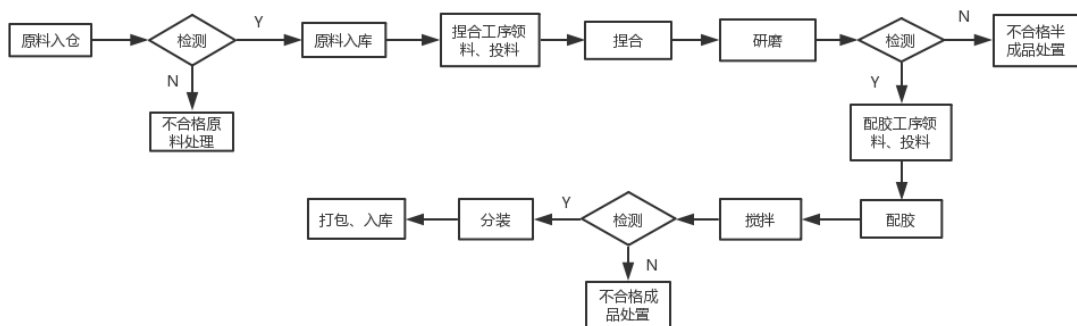 原料入仓
检测
Y
原料入库
捏合工序领
料、投料
捏合
研磨
检测
N
不合格半
成品处置
N
不合格原
料处理
Y
配胶工序领
料、投料
配胶
搅拌
检测
Y
分装
打包、入库
N
不合格成
品处置